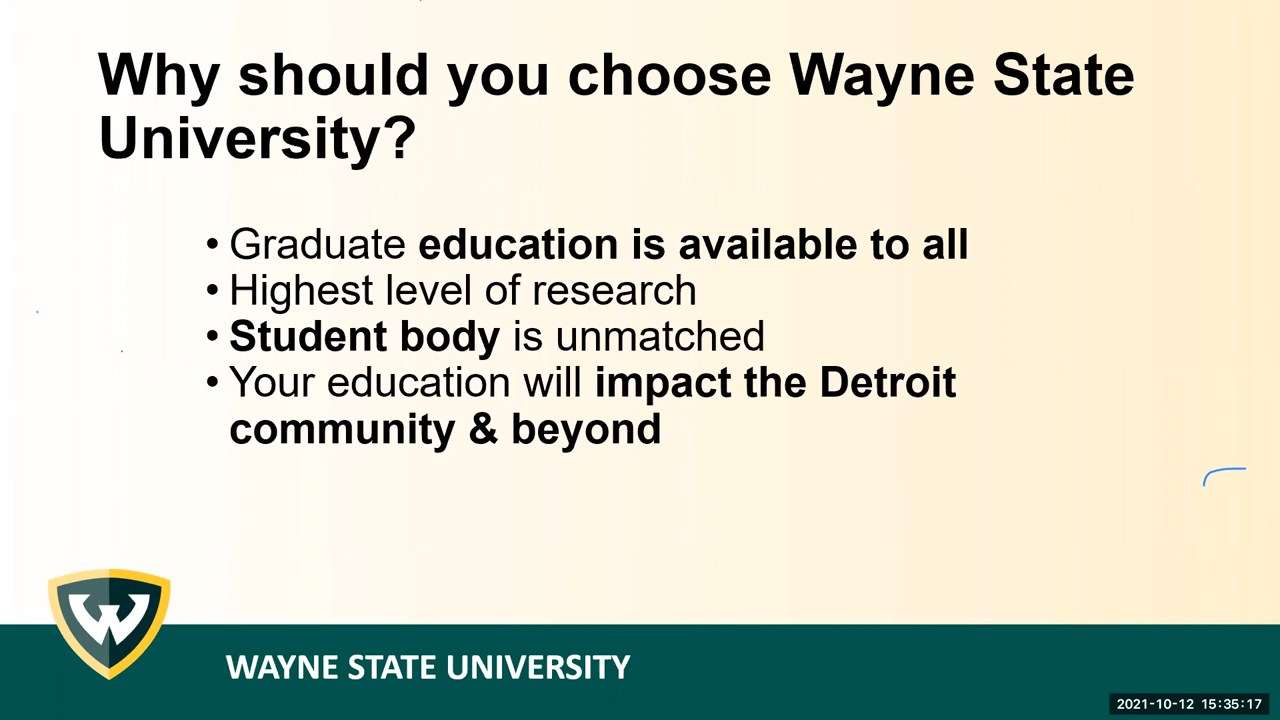 Why should you choose Wayne State
University?
• Graduate education is available to all
• Highest level of research
• Student body is unmatched
• Your education will impact the Detroit
community & beyond
W
WAYNE STATE UNIVERSITY
2021-10-12 15:35:17